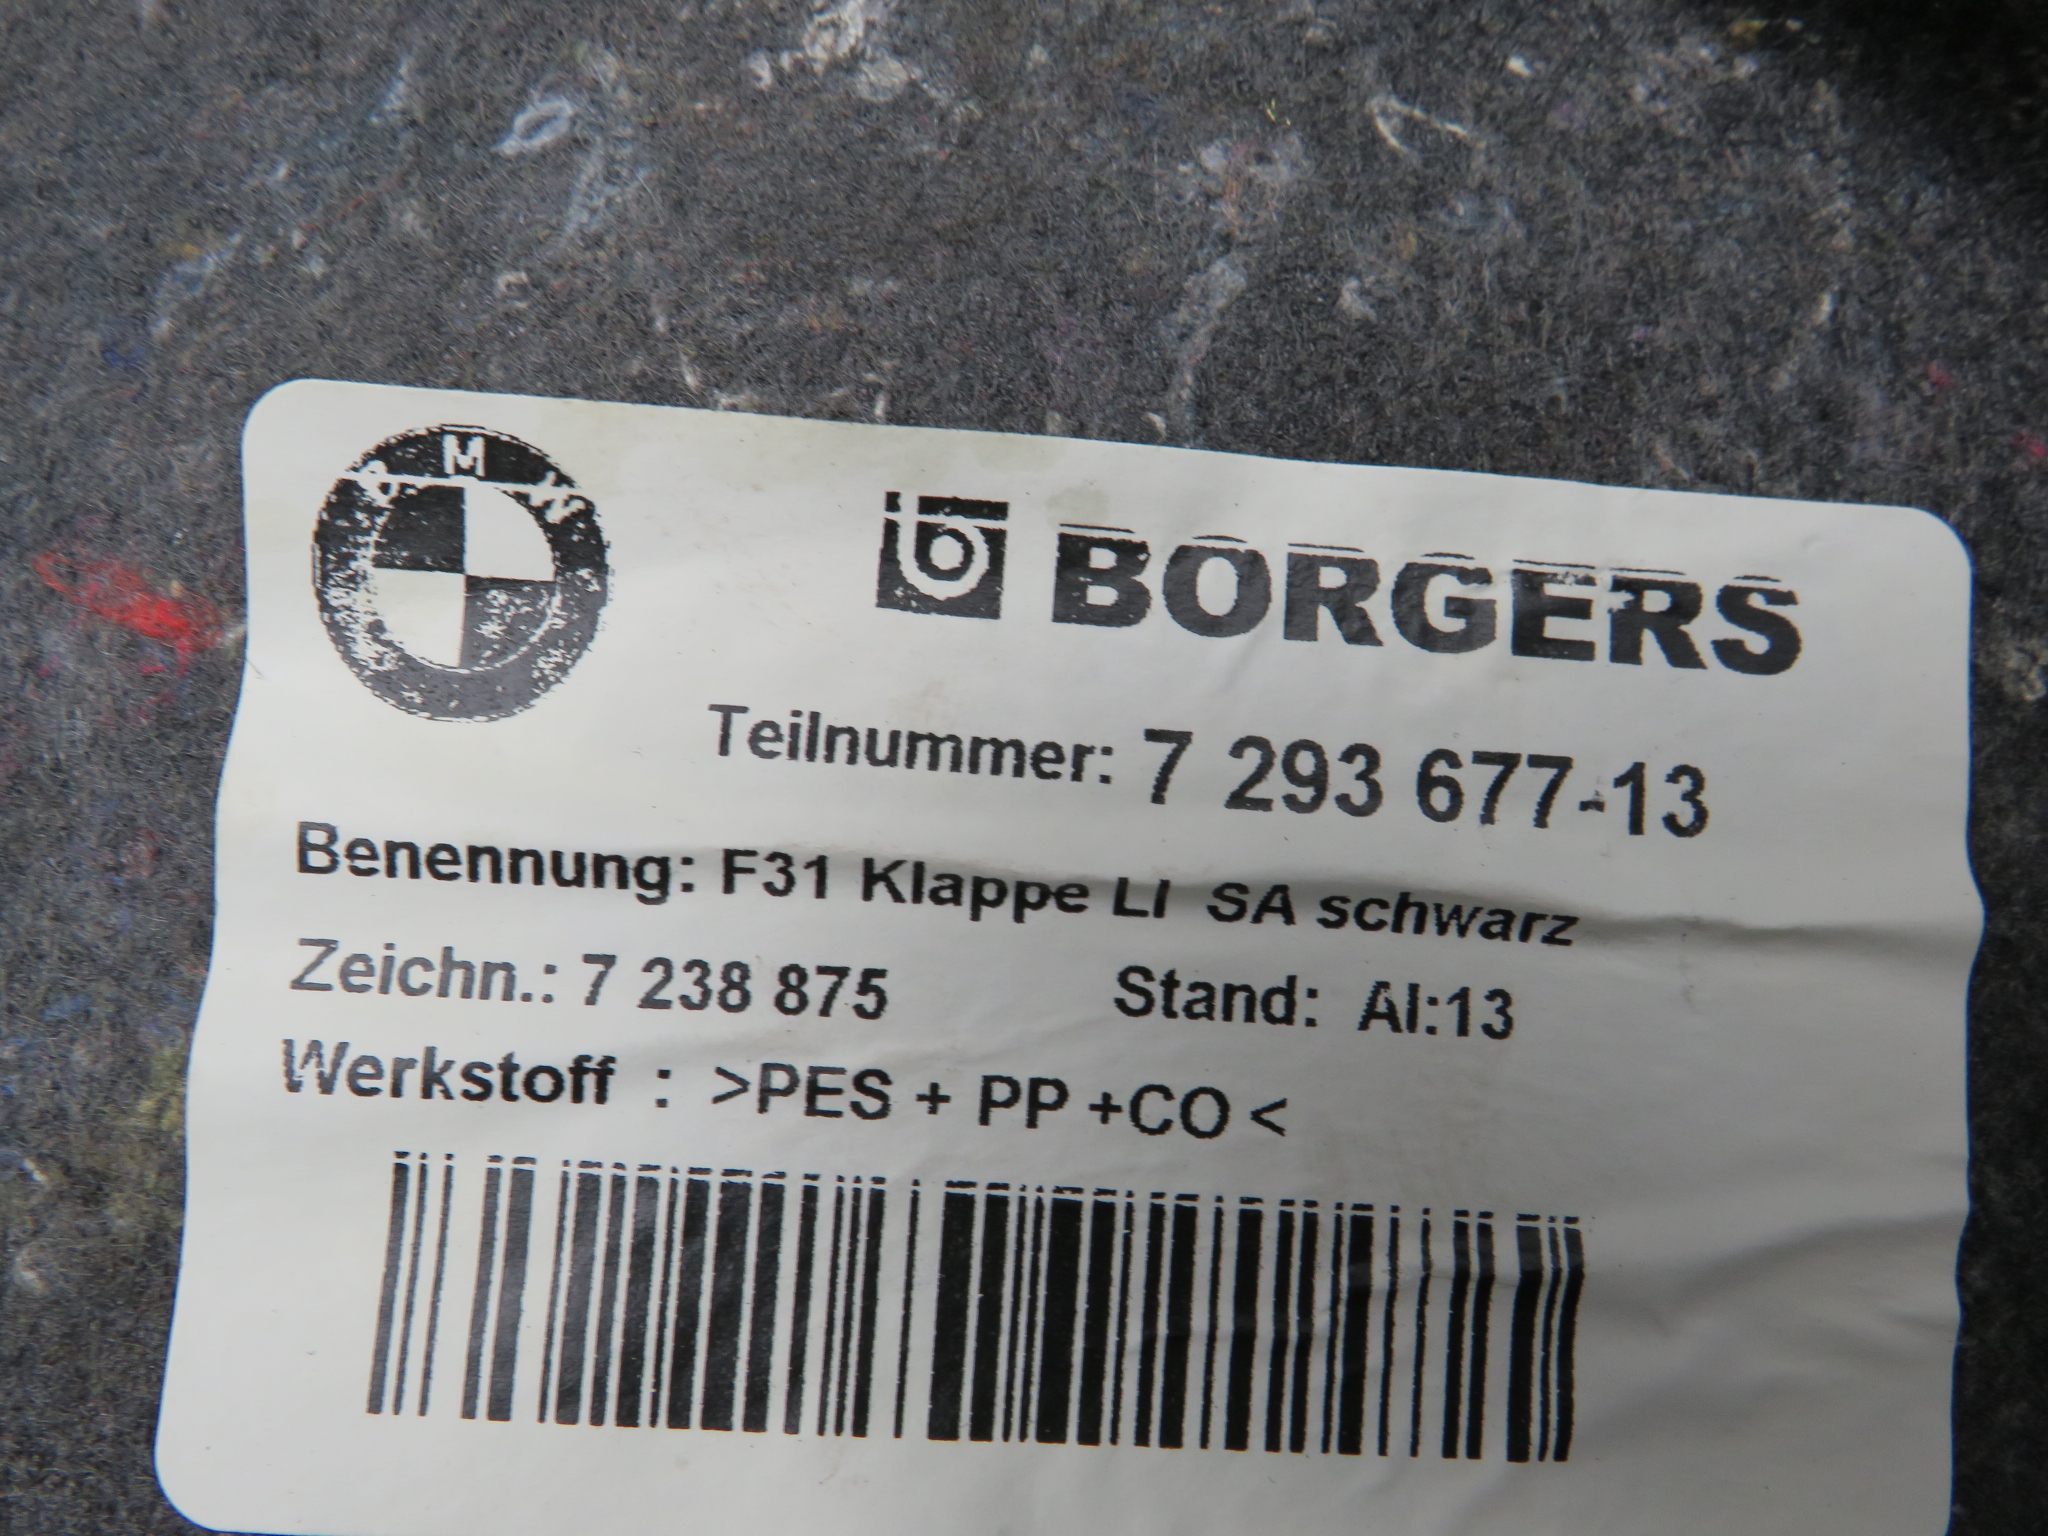 M
BORGERS
Teilnummer: 7 293 677-13
Benennung: F31 Klappe LI SA schwarz
Zeichn.: 7 238 875 Stand: AI:13
Werkstoff : >PES + PP +CO <